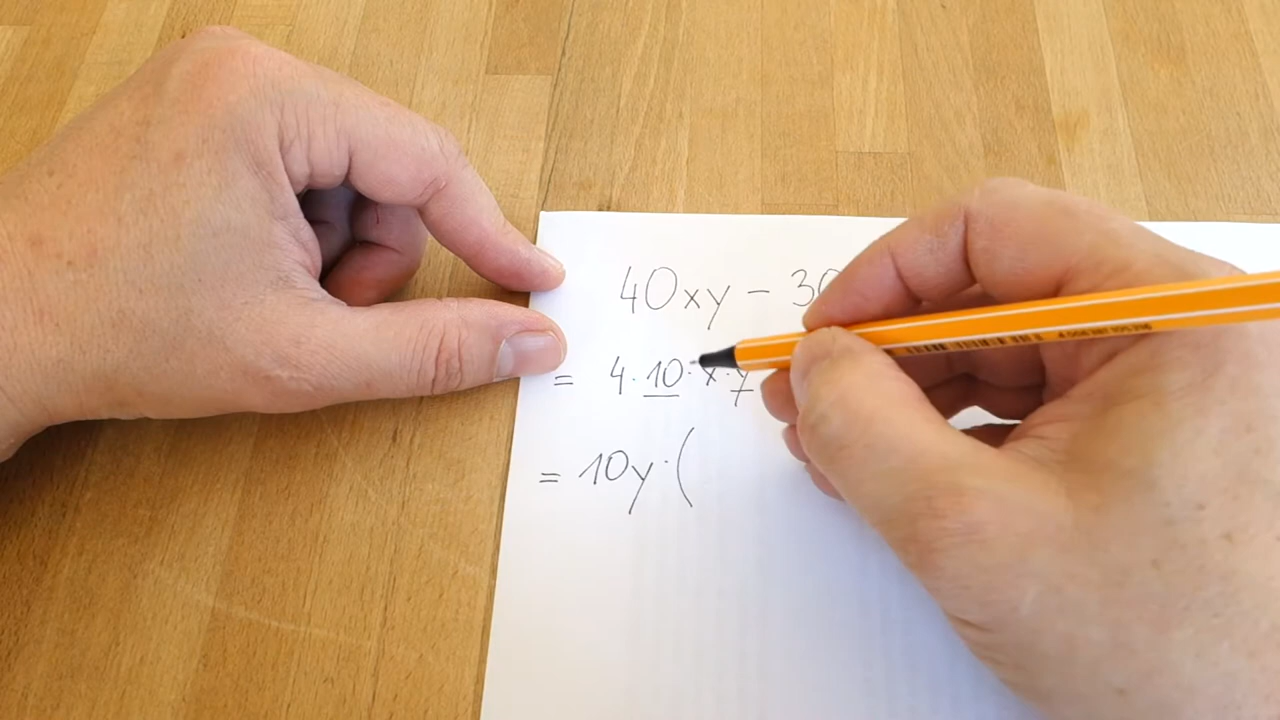 40xy - 30
= 4·10·x·y
= 10y·(